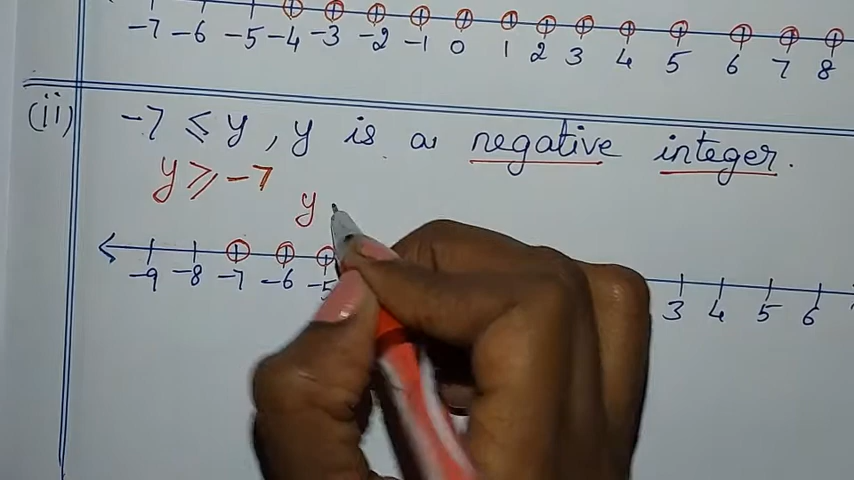 -7 -6 -5 -4 -3 -2 -1 0 1 2 3 4 5 6 7 8
(ii) -7 ≤ y , y is a negative integer.
y ≥ -7
y
-9 -8 -7 -6 -5 3 4 5 6